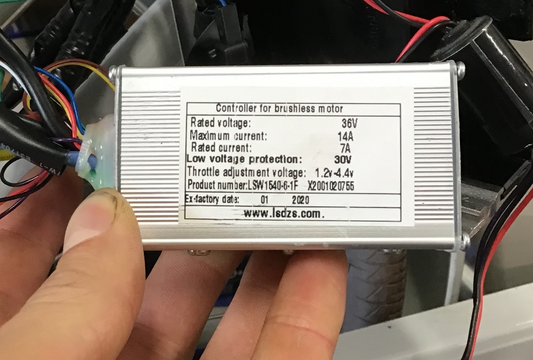 Controller for brushless motor
Rated voltage: 36V
Maximum current: 14A
Rated current: 7A
Low voltage protection: 30V
Throttle adjustment voltage: 1.2v-4.4v
Product number:LSW1540-6-1F X2001020755
Ex-factory date: 01 2020
www.lsdzs.com.